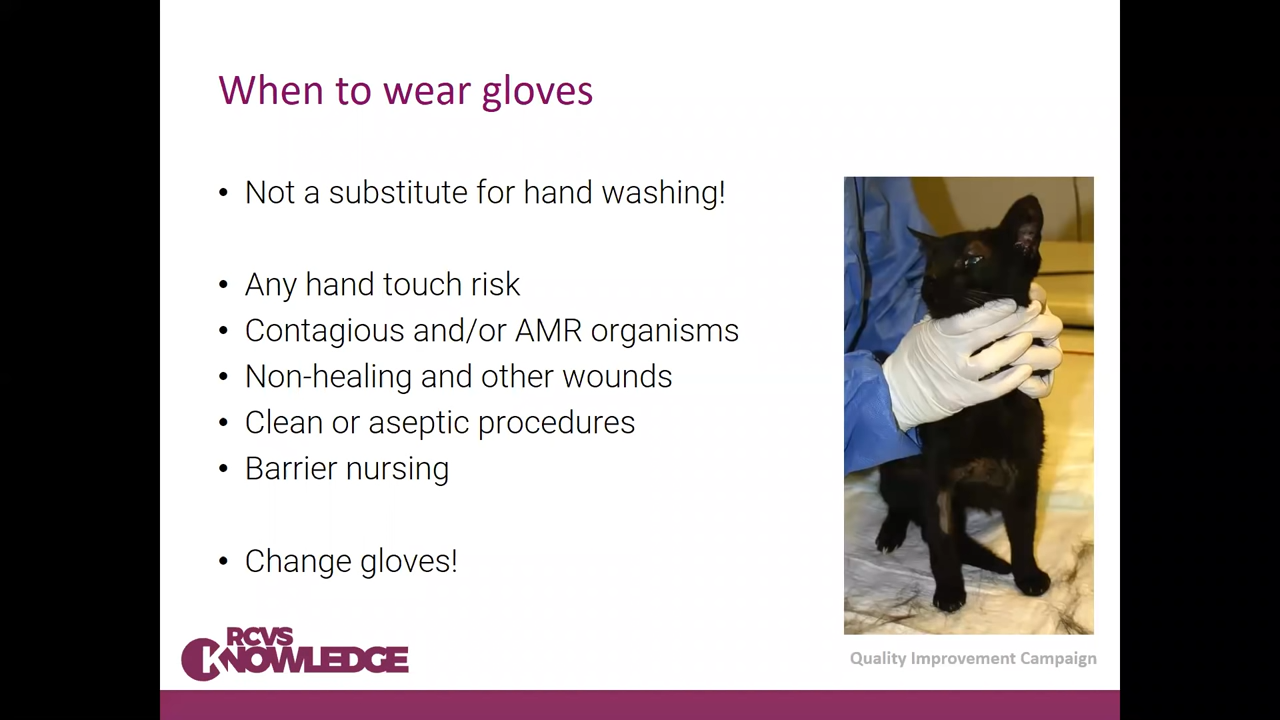 When to wear gloves
• Not a substitute for hand washing!
• Any hand touch risk
• Contagious and/or AMR organisms
• Non-healing and other wounds
• Clean or aseptic procedures
• Barrier nursing
• Change gloves!
RCVS
KNOWLEDGE
Quality Improvement Campaign